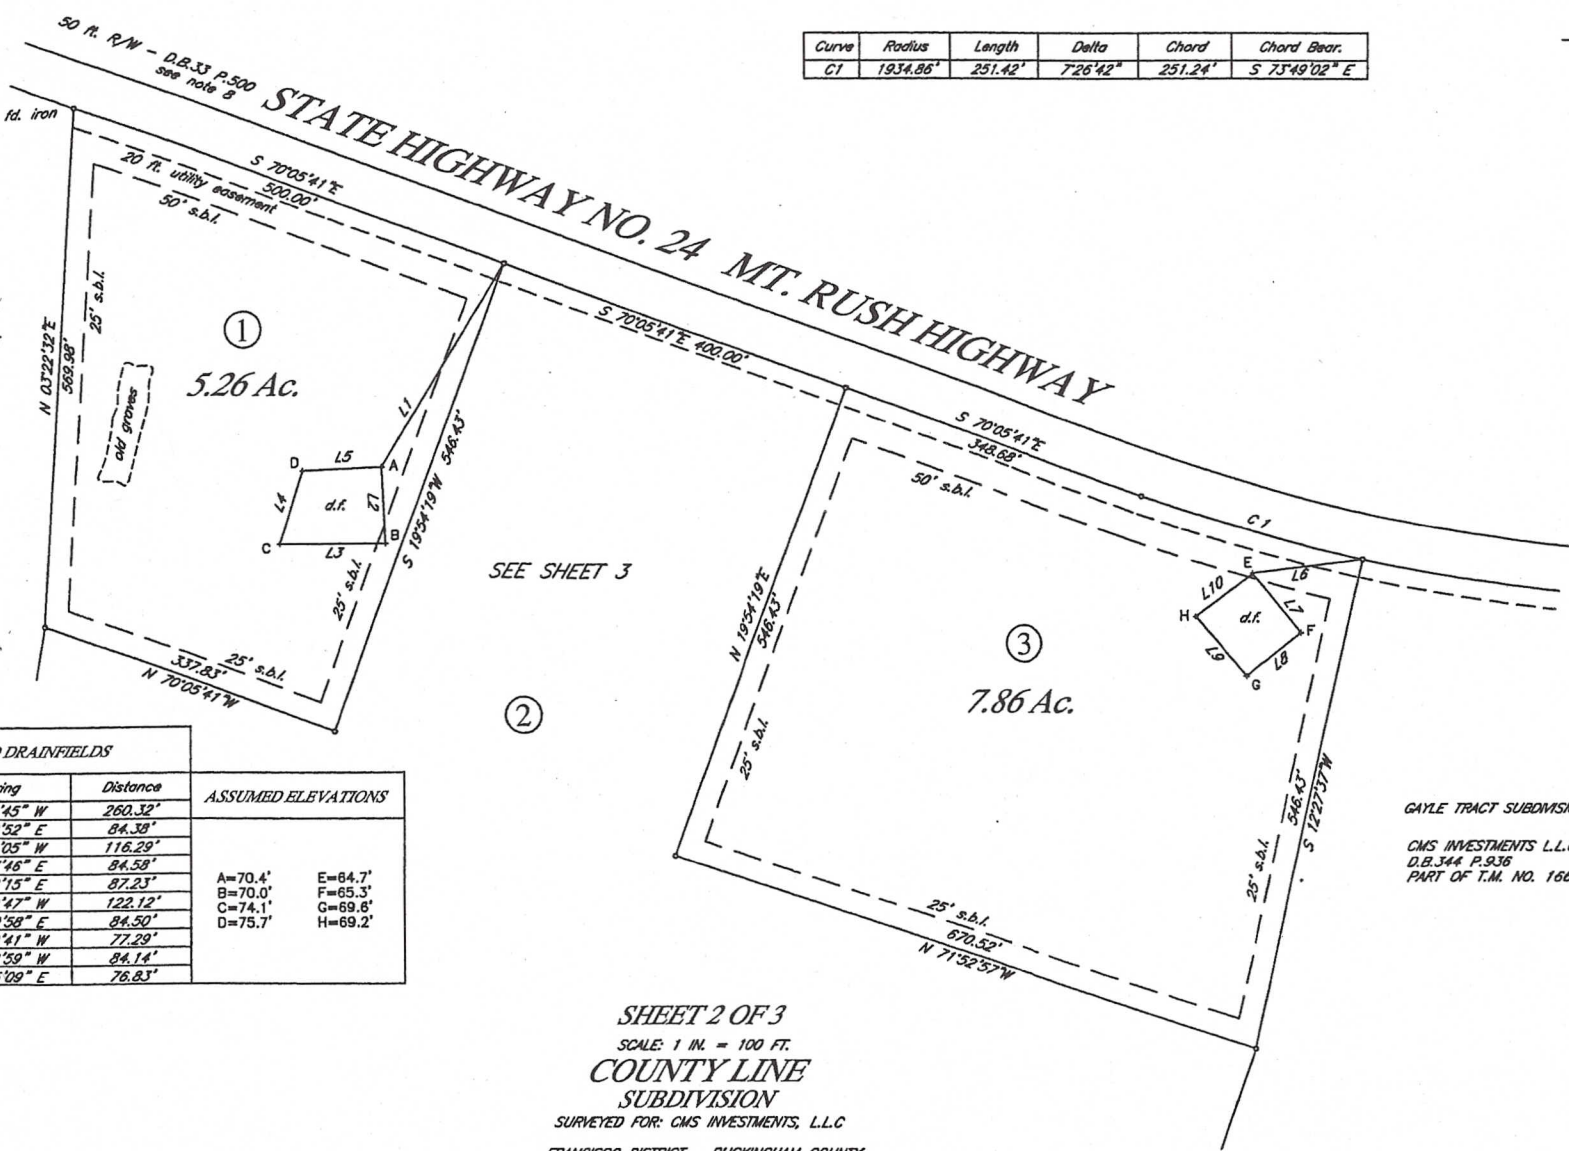 50 ft. R/W - D.B.33 P.500
see note 8
STATE HIGHWAY NO. 24 MT. RUSH HIGHWAY
Curve Radius Length Delta Chord Chord Bear.
C1 1934.86' 251.42' 7°26'42" 251.24' S 73°49'02" E
fd. iron
S 70°05'41"E
500.00'
20 ft. utility easement
50' s.b.l.
S 70°05'41"E 400.00'
S 70°05'41"E
348.68'
C1
50' s.b.l.
N 03°22'32"E
569.98'
25' s.b.l.
1
5.26 Ac.
old graves
L1
D L5 A
L4 d.f. L2
C L3 B
S 19°54'19"W 546.43'
25' s.b.l.
25' s.b.l.
337.83'
N 70°05'41"W
SEE SHEET 3
2
N 19°54'19"E
546.43'
25' s.b.l.
3
7.86 Ac.
E L6
L10 L7
H d.f. F
L9 L8
G
546.43'
S 12°27'37"W
25' s.b.l.
25' s.b.l.
670.52'
N 71°52'57"W
DRAINFIELDS
ing Distance
'45" W 260.32'
'52" E 84.38'
'05" W 116.29'
'46" E 84.58'
'15" E 87.23'
'47" W 122.12'
'58" E 84.50'
'41" W 77.29'
'59" W 84.14'
'09" E 76.83'
ASSUMED ELEVATIONS
A=70.4' E=64.7'
B=70.0' F=65.3'
C=74.1' G=69.6'
D=75.7' H=69.2'
GAYLE TRACT SUBDIVISI
CMS INVESTMENTS L.L.C
D.B.344 P.936
PART OF T.M. NO. 166
SHEET 2 OF 3
SCALE: 1 IN. = 100 FT.
COUNTY LINE
SUBDIVISION
SURVEYED FOR: CMS INVESTMENTS, L.L.C
DISTRICT BUCKINGHAM COUNTY